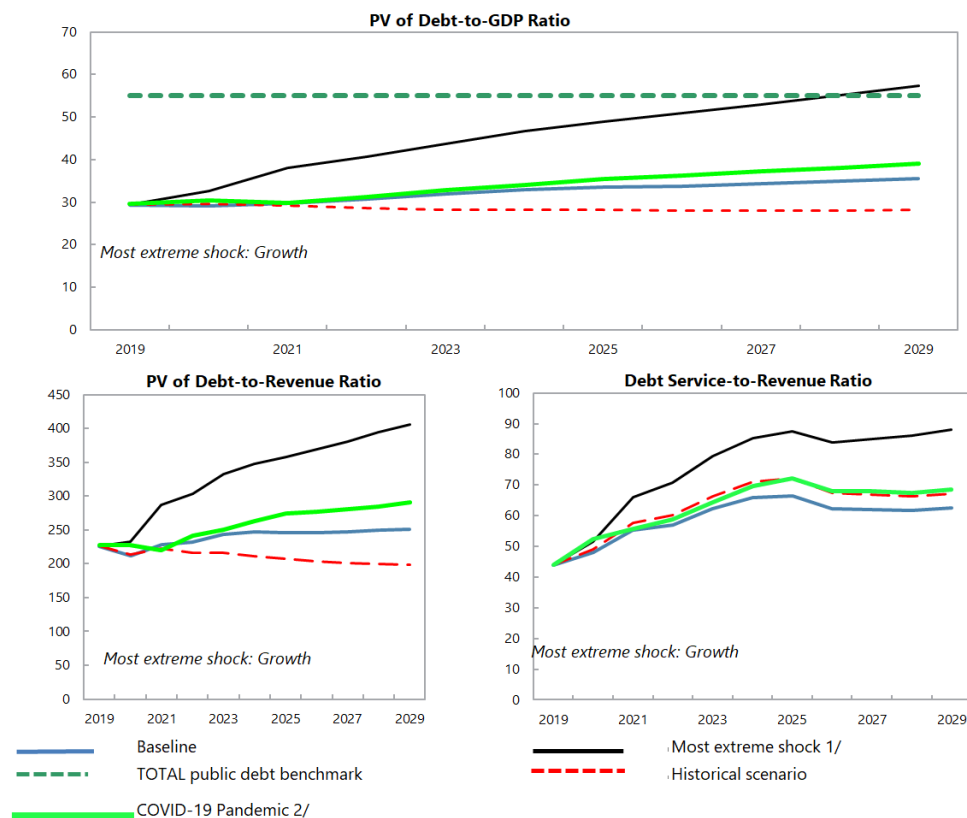 PV of Debt-to-GDP Ratio
70
60
50
40
30
20
10
0
Most extreme shock: Growth
2019 2021 2023 2025 2027 2029
PV of Debt-to-Revenue Ratio
450
400
350
300
250
200
150
100
50
0
Most extreme shock: Growth
2019 2021 2023 2025 2027 2029
Debt Service-to-Revenue Ratio
100
90
80
70
60
50
40
30
20
10
0
Most extreme shock: Growth
2019 2021 2023 2025 2027 2029
Baseline
Most extreme shock 1/
TOTAL public debt benchmark
Historical scenario
COVID-19 Pandemic 2/